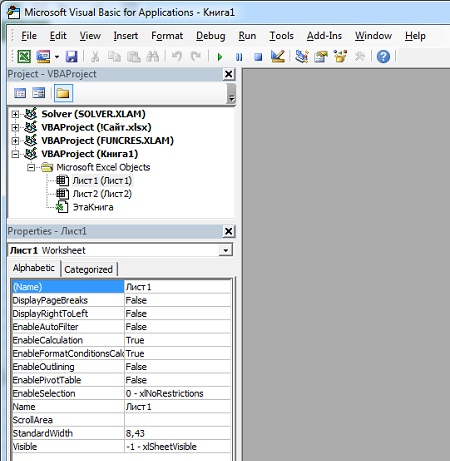 Microsoft Visual Basic for Applications - Книга1
File Edit View Insert Format Debug Run Tools Add-Ins Window Help
Project - VBAProject
Solver (SOLVER.XLAM)
VBAProject (!Сайт.xlsx)
VBAProject (FUNCRES.XLAM)
VBAProject (Книга1)
Microsoft Excel Objects
Лист1 (Лист1)
Лист2 (Лист2)
ЭтаКнига
Properties - Лист1
Лист1 Worksheet
Alphabetic Categorized
(Name) Лист1
DisplayPageBreaks False
DisplayRightToLeft False
EnableAutoFilter False
EnableCalculation True
EnableFormatConditionsCalc True
EnableOutlining False
EnablePivotTable False
EnableSelection 0 - xlNoRestrictions
Name Лист1
ScrollArea
StandardWidth 8,43
Visible -1 - xlSheetVisible